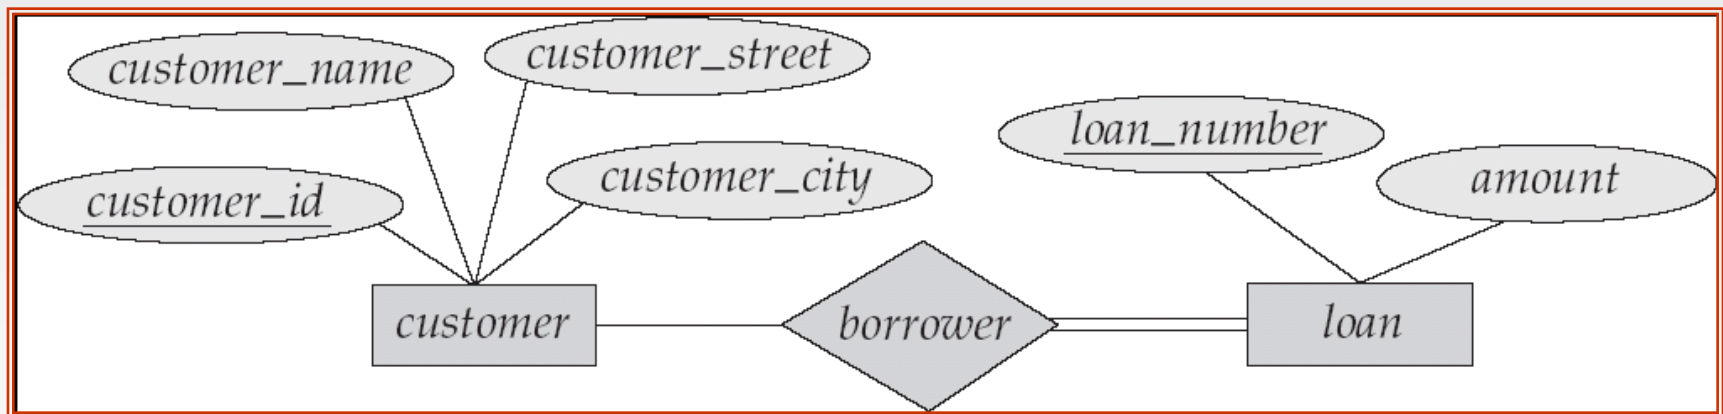 customer_name
customer_street
loan_number
customer_id
customer_city
amount
customer
borrower
loan